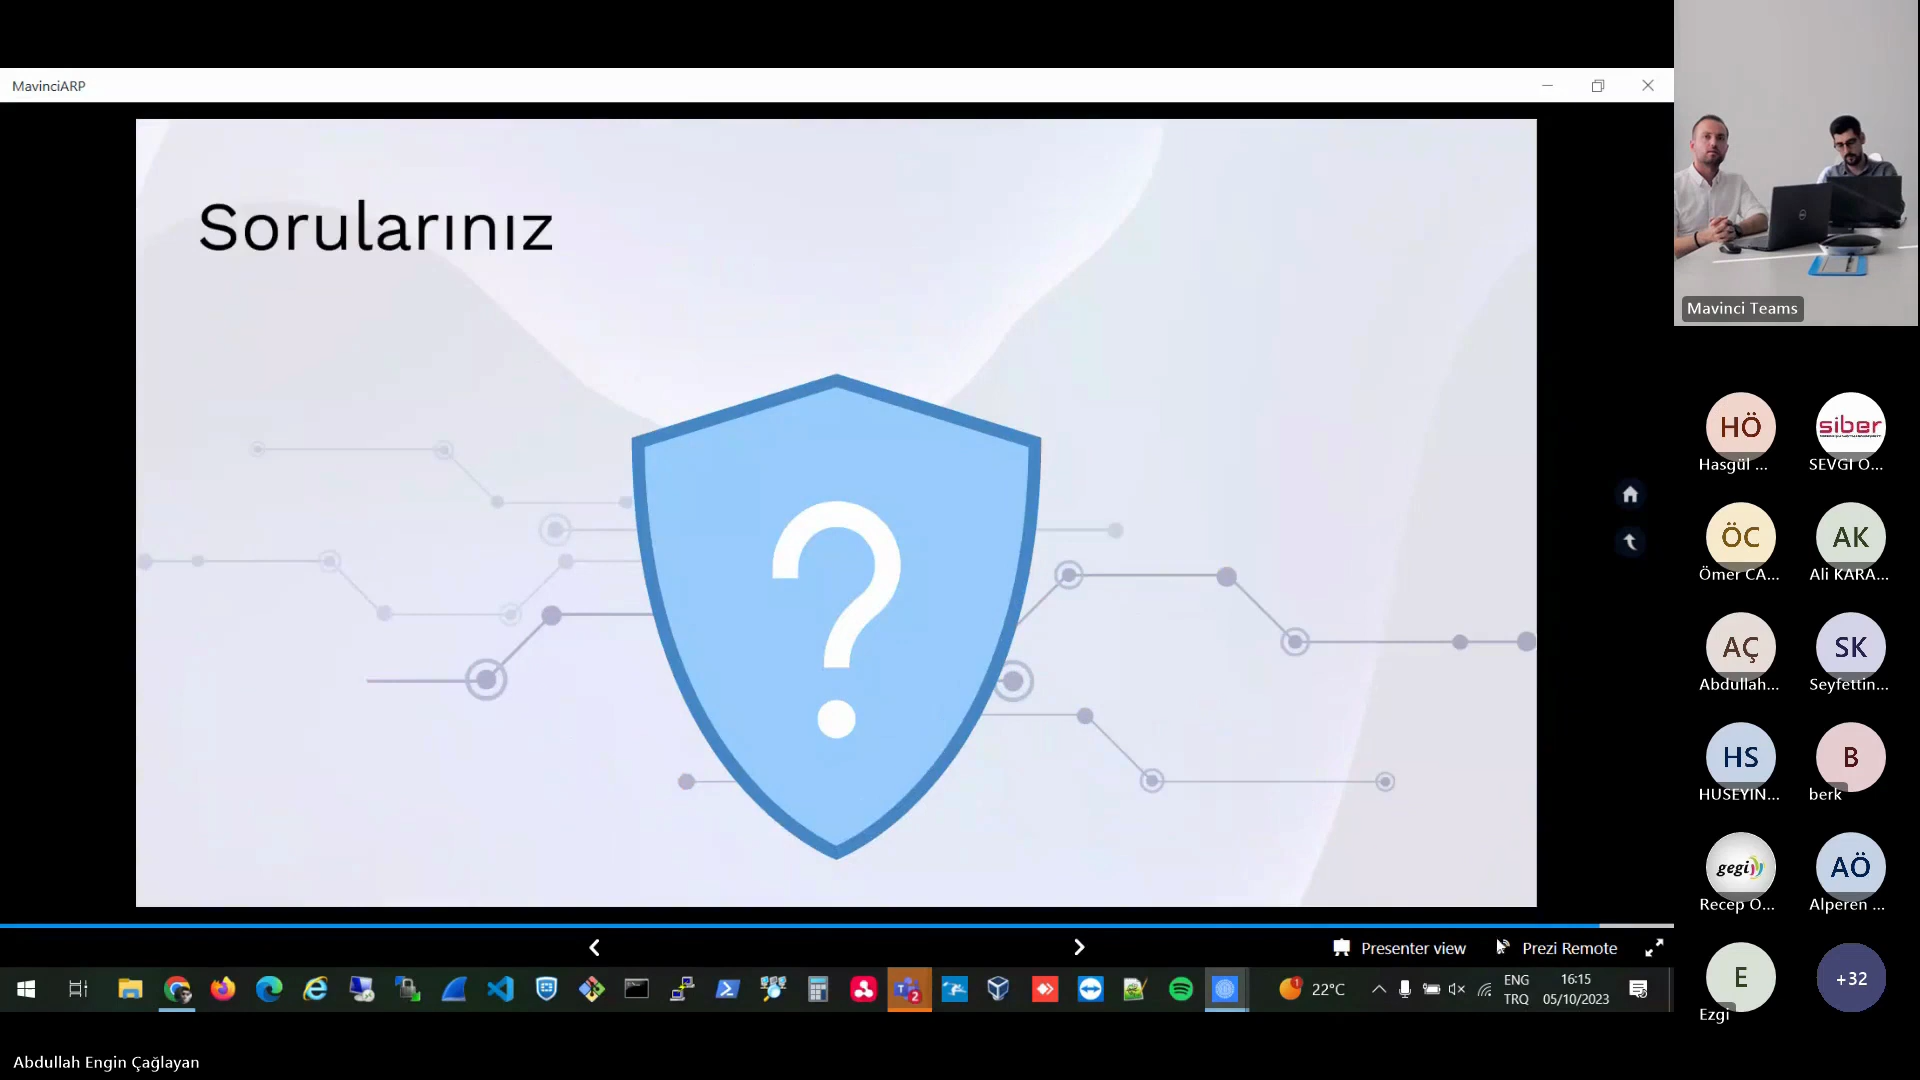 MavinciARP
Sorularınız
?
Presenter view
Prezi Remote
22°C
ENG
TRQ
16:15
05/10/2023
Mavinci Teams
HÖ
Hasgül ...
siber
SEVGI O...
ÖC
Ömer CA...
AK
Ali KARA...
AÇ
Abdullah...
SK
Seyfettin...
HS
HUSEYIN...
B
berk
gegi
Recep O...
AÖ
Alperen ...
E
Ezgi
+32
Abdullah Engin Çağlayan